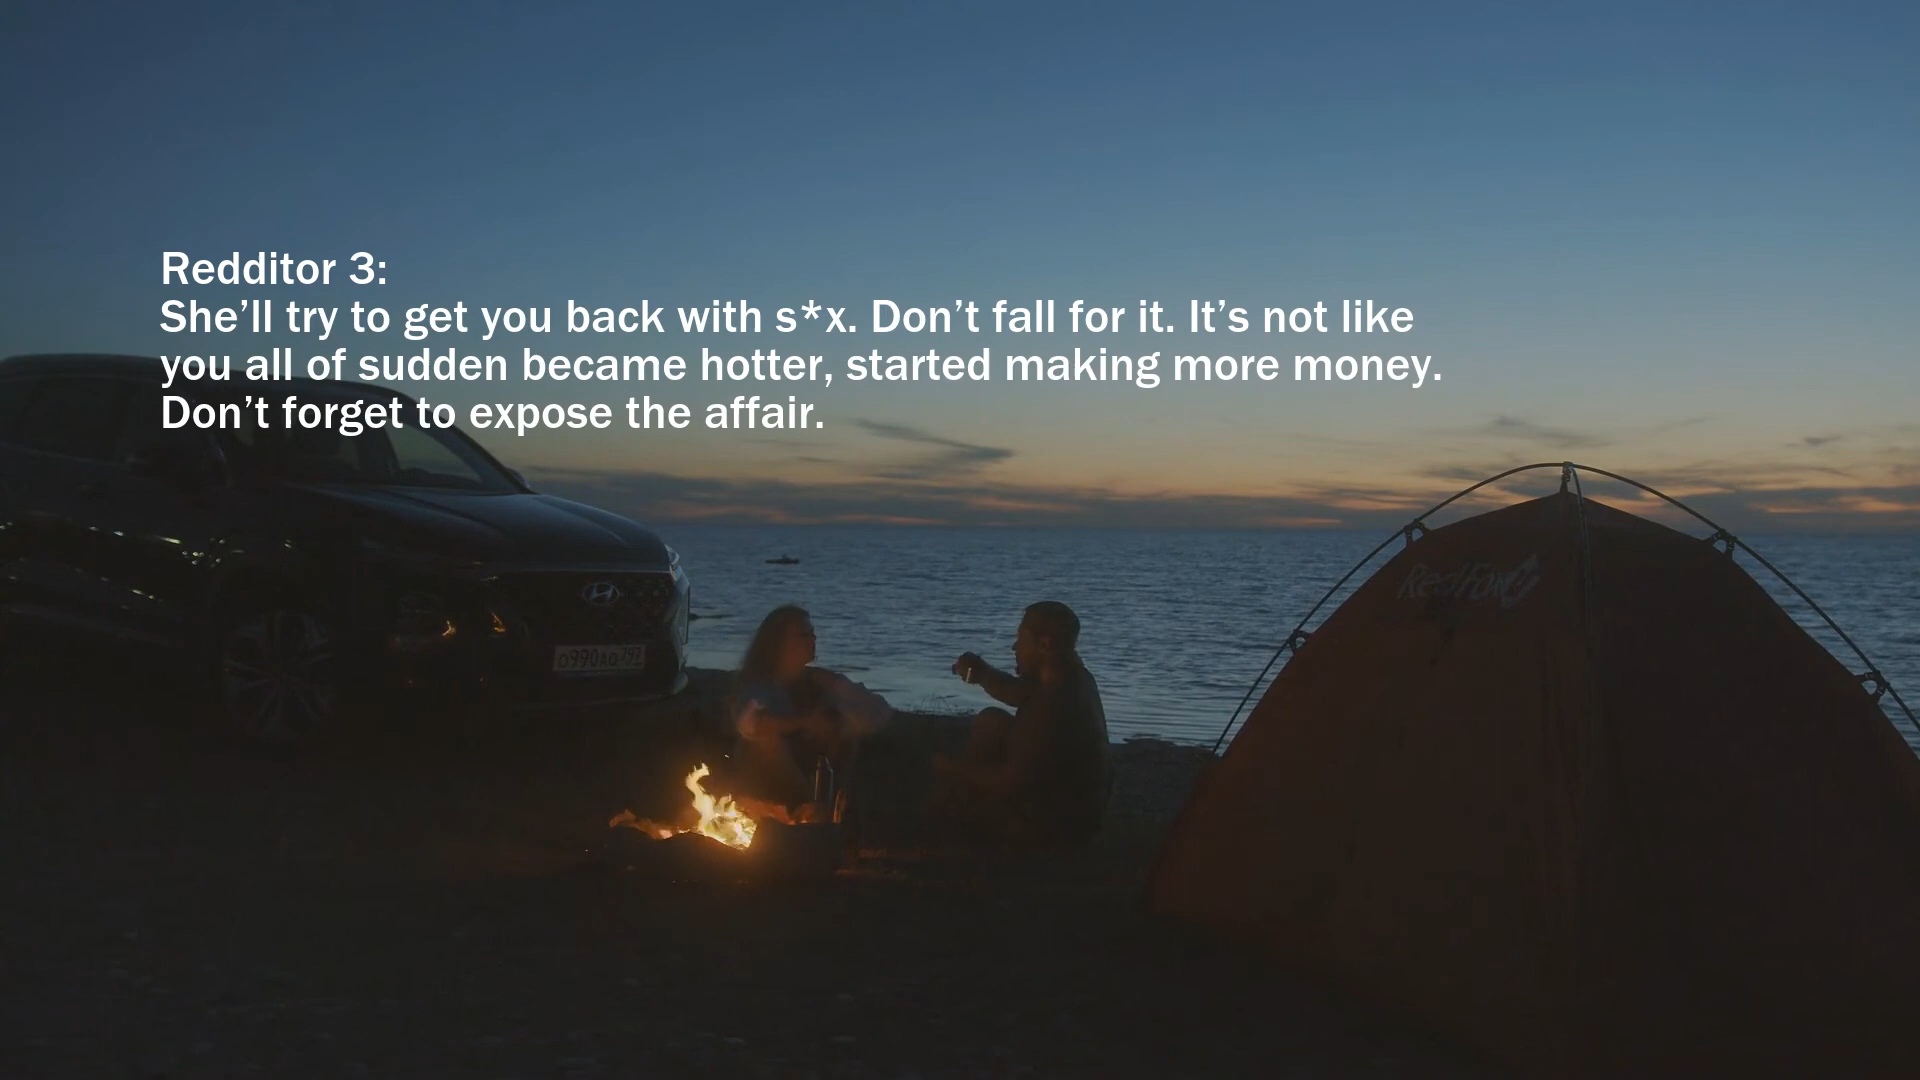 Redditor 3:
She’ll try to get you back with s*x. Don’t fall for it. It’s not like
you all of sudden became hotter, started making more money.
Don’t forget to expose the affair.
RedFox